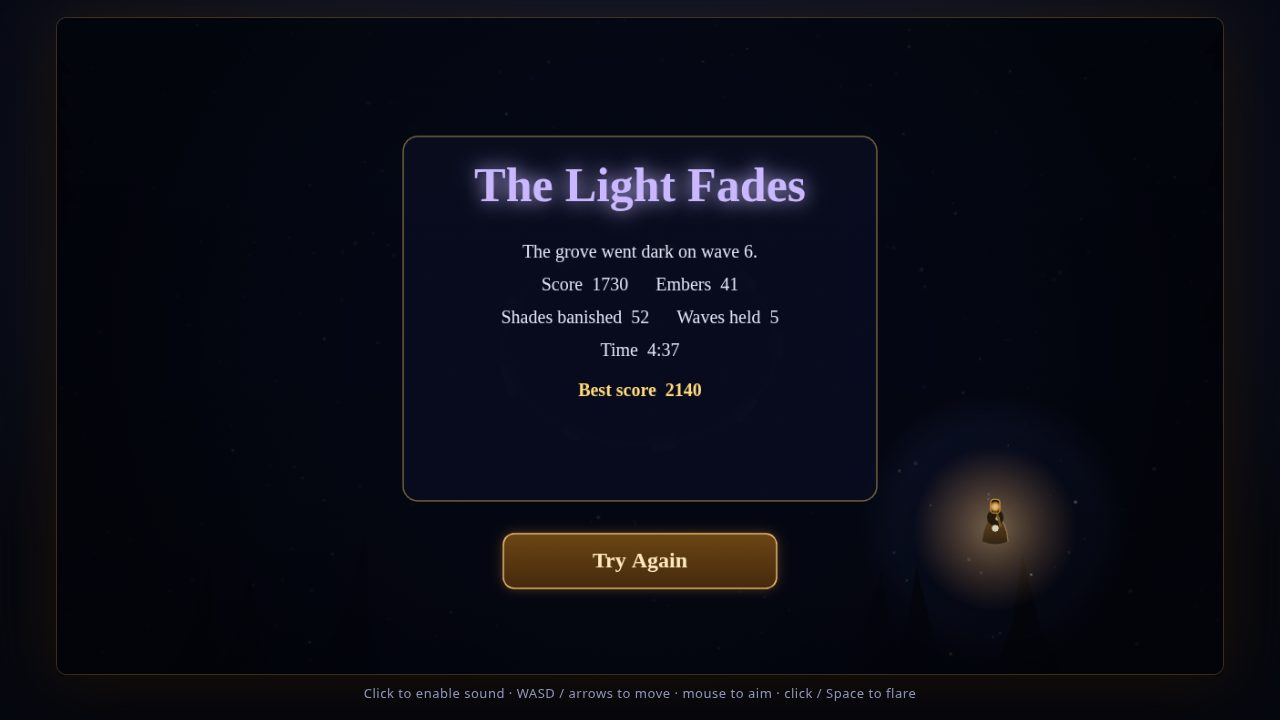 The Light Fades
The grove went dark on wave 6.
Score 1730 Embers 41
Shades banished 52 Waves held 5
Time 4:37
Best score 2140
Try Again
Click to enable sound · WASD / arrows to move · mouse to aim · click / Space to flare